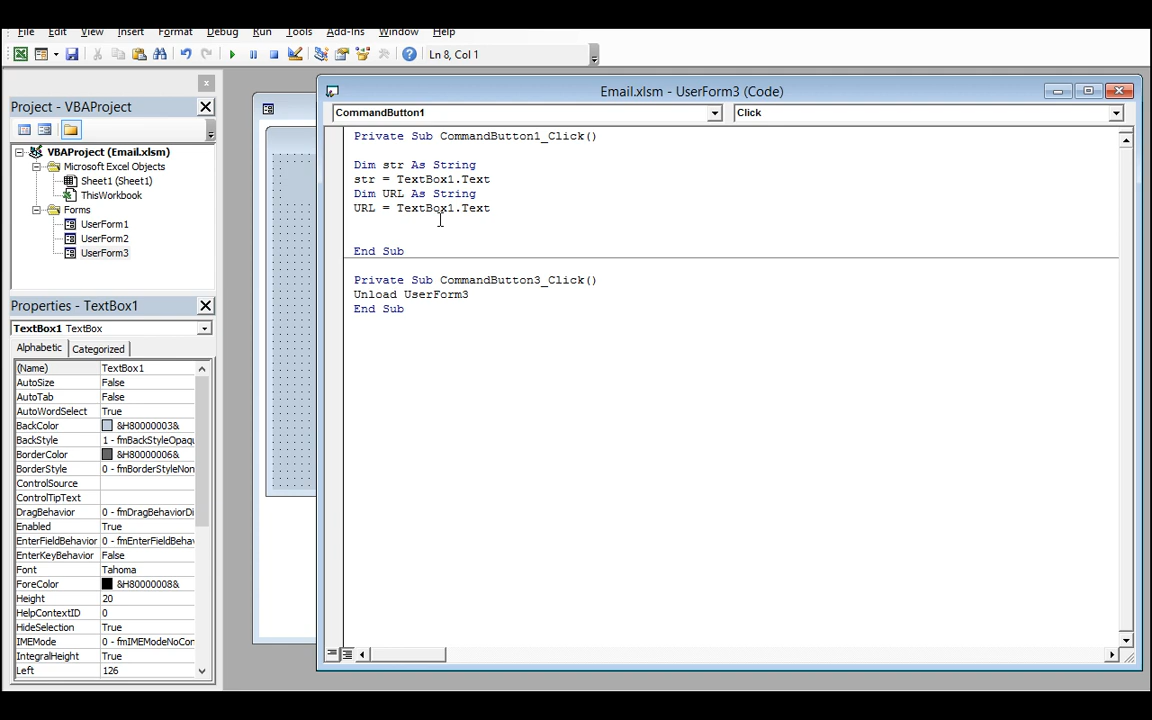 File Edit View Insert Format Debug Run Tools Add-Ins Window Help
Ln 8, Col 1
Project - VBAProject
VBAProject (Email.xlsm)
Microsoft Excel Objects
Sheet1 (Sheet1)
ThisWorkbook
Forms
UserForm1
UserForm2
UserForm3
Properties - TextBox1
TextBox1 TextBox
Alphabetic Categorized
(Name) TextBox1
AutoSize False
AutoTab False
AutoWordSelect True
BackColor &H80000003&
BackStyle 1 - fmBackStyleOpaqu
BorderColor &H80000006&
BorderStyle 0 - fmBorderStyleNon
ControlSource
ControlTipText
DragBehavior 0 - fmDragBehaviorDi
Enabled True
EnterFieldBehavior 0 - fmEnterFieldBehav
EnterKeyBehavior False
Font Tahoma
ForeColor &H80000008&
Height 20
HelpContextID 0
HideSelection True
IMEMode 0 - fmIMEModeNoCon
IntegralHeight True
Left 126
Email.xlsm - UserForm3 (Code)
CommandButton1 Click
Private Sub CommandButton1_Click()
Dim str As String
str = TextBox1.Text
Dim URL As String
URL = TextBox1.Text
End Sub
Private Sub CommandButton3_Click()
Unload UserForm3
End Sub